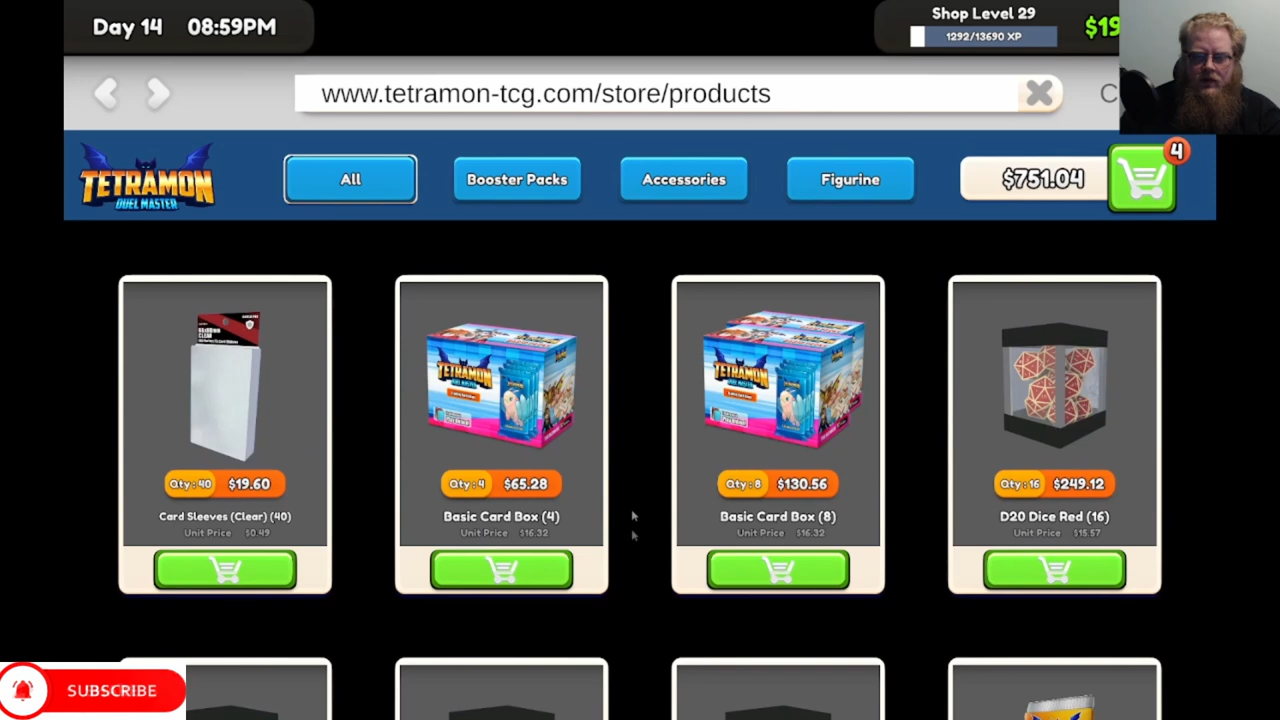 Day 14 08:59PM
Shop Level 29
1292/13690 XP
$19
www.tetramon-tcg.com/store/products
C
TETRAMON
DUEL MASTER
All
Booster Packs
Accessories
Figurine
$751.04
4
TETRAMON
TETRAMON
Qty : 40 $19.60
Qty : 4 $65.28
Qty : 8 $130.56
Qty : 16 $249.12
Card Sleeves (Clear) (40)
Basic Card Box (4)
Basic Card Box (8)
D20 Dice Red (16)
Unit Price $0.49
Unit Price $16.32
Unit Price $16.32
Unit Price $15.57
SUBSCRIBE